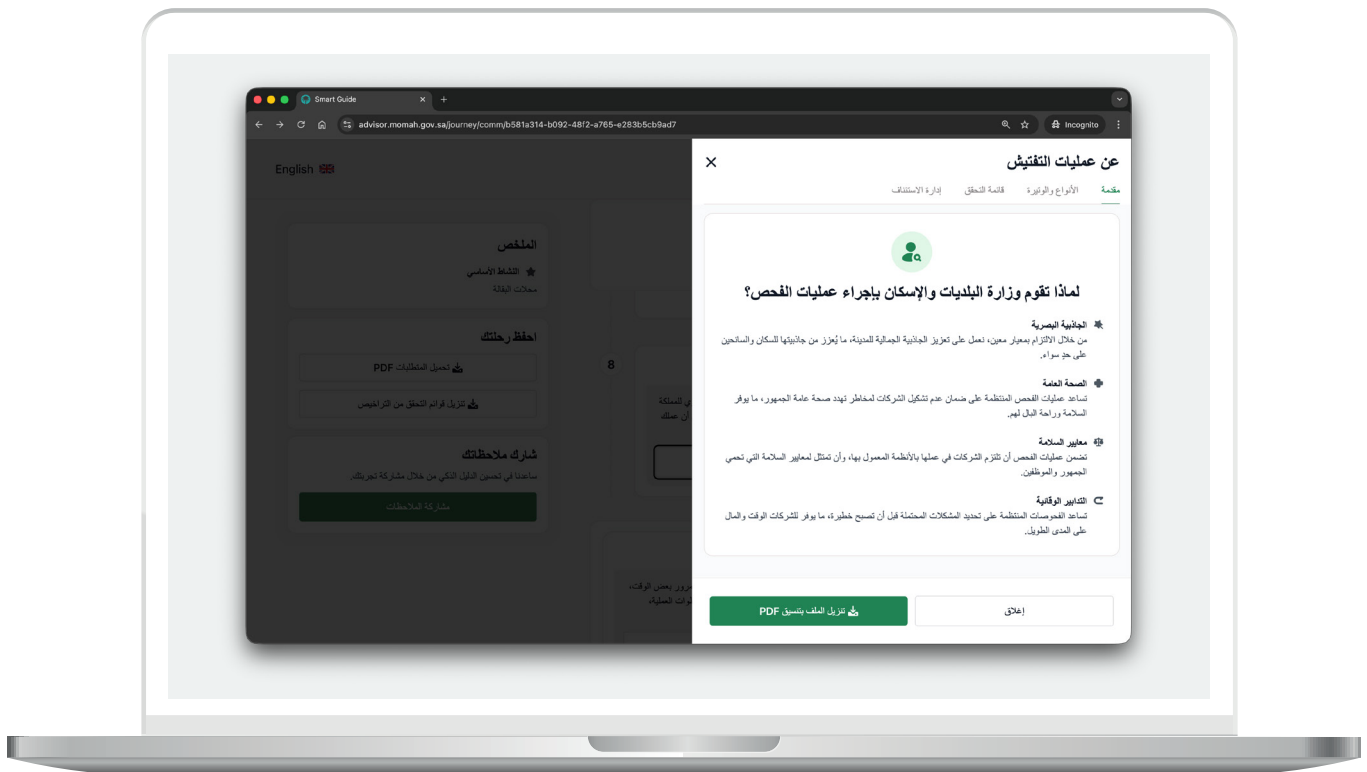 Smart Guide
advisor.momah.gov.sa/journey/comm/b581a314-b092-48f2-a765-e283b5cb9ad7
Incognito
English
عن عمليات التفتيش
مقدمة
الأنواع والوتيرة
قائمة التحقق
إدارة الاستئناف
لماذا تقوم وزارة البلديات والإسكان بإجراء عمليات الفحص؟
الجاذبية البصرية
من خلال الالتزام بمعيار معين، نعمل على تعزيز الجاذبية الجمالية للمدينة، ما يُعزز من جاذبيتها للسكان والسائحين
على حدٍ سواء.
الصحة العامة
تساعد عمليات الفحص المنتظمة على ضمان عدم تشكيل الشركات لمخاطر تهدد صحة عامة الجمهور، ما يوفر
السلامة وراحة البال لهم.
معايير السلامة
تضمن عمليات الفحص أن تلتزم الشركات في عملها بالأنظمة المعمول بها، وأن تمتثل لمعايير السلامة التي تحمي
الجمهور والموظفين.
التدابير الوقائية
تساعد الفحوصات المنتظمة على تحديد المشكلات المحتملة قبل أن تصبح خطيرة، ما يوفر للشركات الوقت والمال
على المدى الطويل.
إغلاق
تنزيل الملف بتنسيق PDF
8
ي للمملكة
أن عملك
مرور بعض الوقت،
الملخص
النشاط الأساسي
محلات البقالة
احفظ رحلتك
تحميل المتطلبات PDF
تنزيل قوائم التحقق من التراخيص
شارك ملاحظاتك
ساعدنا في تحسين الدليل الذكي من خلال مشاركة تجربتك.
مشاركة الملاحظات